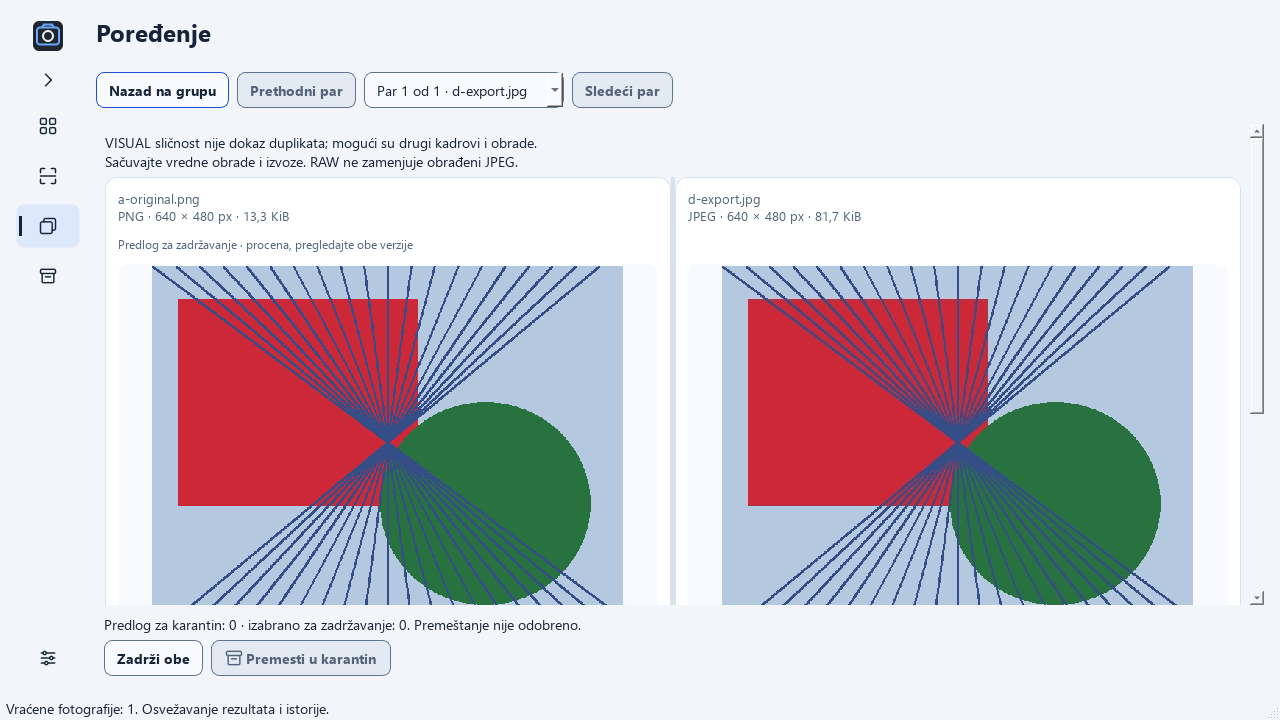 Poređenje
Nazad na grupu
Prethodni par
Par 1 od 1 · d-export.jpg
Sledeći par
VISUAL sličnost nije dokaz duplikata; mogući su drugi kadrovi i obrade.
Sačuvajte vredne obrade i izvoze. RAW ne zamenjuje obrađeni JPEG.
a-original.png
PNG · 640 × 480 px · 13,3 KiB
Predlog za zadržavanje · procena, pregledajte obe verzije
d-export.jpg
JPEG · 640 × 480 px · 81,7 KiB
Predlog za karantin: 0 · izabrano za zadržavanje: 0. Premeštanje nije odobreno.
Zadrži obe
Premesti u karantin
Vraćene fotografije: 1. Osvežavanje rezultata i istorije.